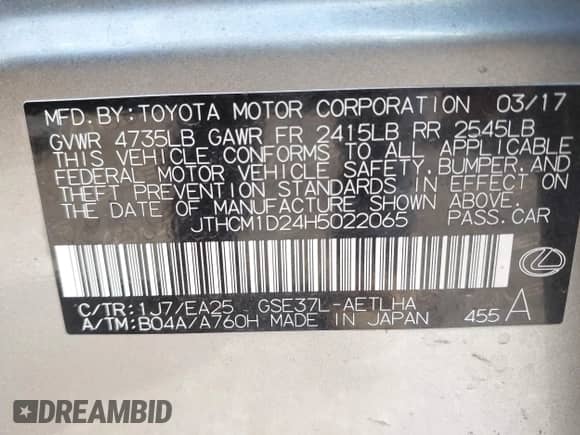 MFD.BY:TOYOTA MOTOR CORPORATION 03/17
GVWR 4735LB GAWR FR 2415LB RR 2545LB
THIS VEHICLE CONFORMS TO ALL APPLICABLE
FEDERAL MOTOR VEHICLE SAFETY,BUMPER,AND
THEFT PREVENTION STANDARDS IN EFFECT ON
THE DATE OF MANUFACTURE SHOWN ABOVE.
JTHCM1D24H5022065 PASS.CAR
C/TR:1J7/EA25 GSE37L-AETLHA
A/TM:B04A/A760H MADE IN JAPAN 455 A
DREAMBID